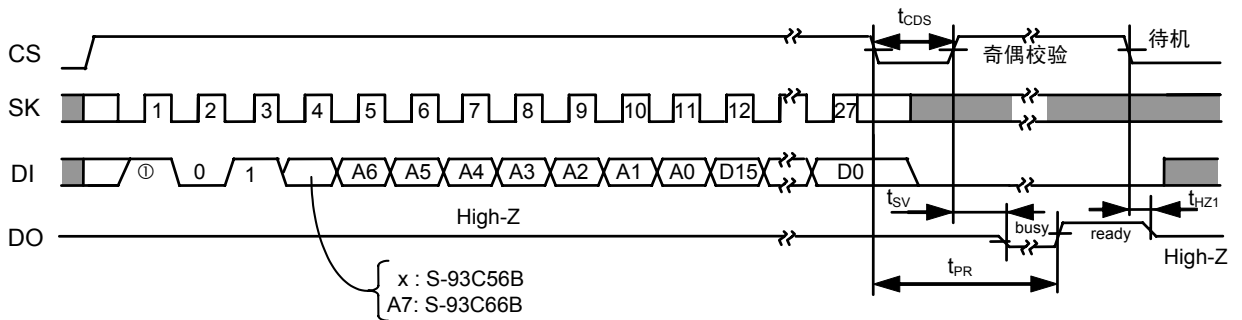 tCDS
CS 奇偶校验 待机
SK 1 2 3 4 5 6 7 8 9 10 11 12 27
DI ① 0 1 A6 A5 A4 A3 A2 A1 A0 D15 D0
High-Z tSV busy ready tHZ1
DO High-Z
tPR
x : S-93C56B
A7: S-93C66B